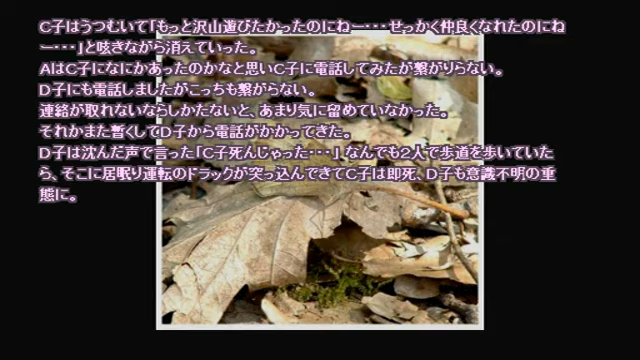 C子はうつむいて「もっと沢山遊びたかったのにねー･･･せっかく仲良くなれたのにね
ー･･･」と呟きながら消えていった。
AはC子になにかあったのかなと思いC子に電話してみたが繋がりらない。
D子にも電話しましたがこっちも繋がらない。
連絡が取れないならしかたないと、あまり気に留めていなかった。
それかまた暫くしてD子から電話がかかってきた。
D子は沈んだ声で言った「C子死んじゃった･･･」 なんでも2人で歩道を歩いていた
ら、そこに居眠り運転のトラックが突っ込んできてC子は即死、D子も意識不明の重
態に。